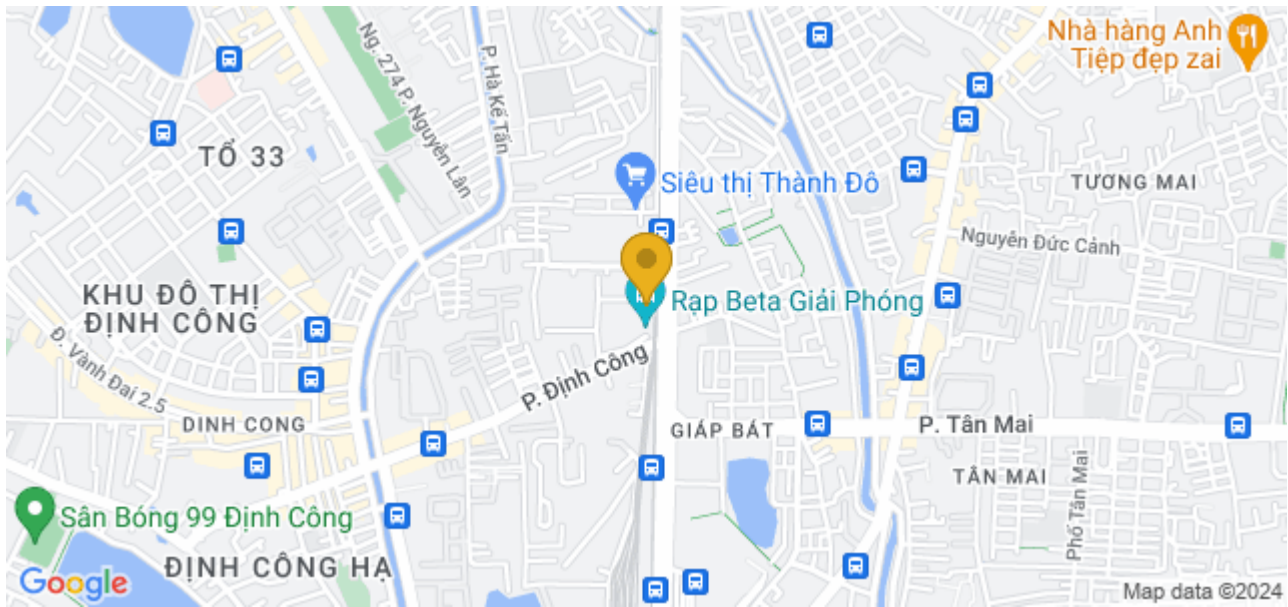 Nhà hàng Anh
Tiệp đẹp zai
P. Hà Kế Tấn
Ng. 274 P. Nguyễn Lân
TỔ 33
Siêu thị Thành Đô
TƯƠNG MAI
Nguyễn Đức Cảnh
KHU ĐÔ THỊ
ĐỊNH CÔNG
Rạp Beta Giải Phóng
Đ. Vành Đai 2.5
P. Định Công
DINH CONG
GIÁP BÁT
P. Tân Mai
TÂN MAI
Phố Tân Mai
Sân Bóng 99 Định Công
ĐỊNH CÔNG HẠ
Google
Map data ©2024